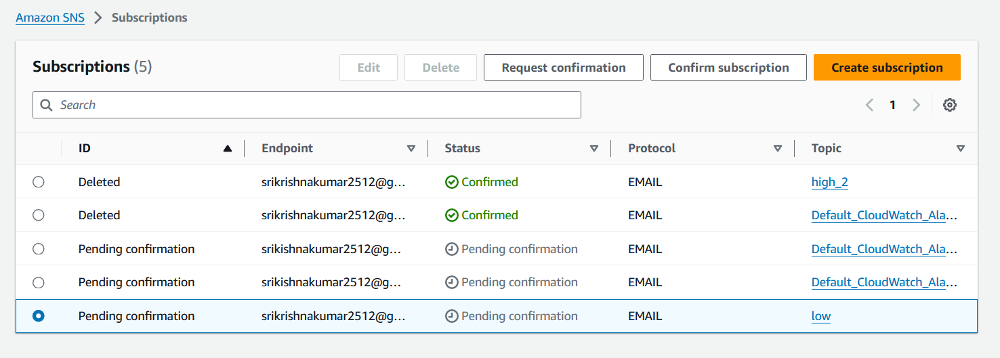 Amazon SNS > Subscriptions
Subscriptions (5)
Edit
Delete
Request confirmation
Confirm subscription
Create subscription
Search
1
ID Endpoint Status Protocol Topic
Deleted srikrishnakumar2512@g... Confirmed EMAIL high_2
Deleted srikrishnakumar2512@g... Confirmed EMAIL Default_CloudWatch_Ala...
Pending confirmation srikrishnakumar2512@g... Pending confirmation EMAIL Default_CloudWatch_Ala...
Pending confirmation srikishnakumar2512@g... Pending confirmation EMAIL Default_CloudWatch_Ala...
Pending confirmation srikrishnakumar2512@g... Pending confirmation EMAIL low